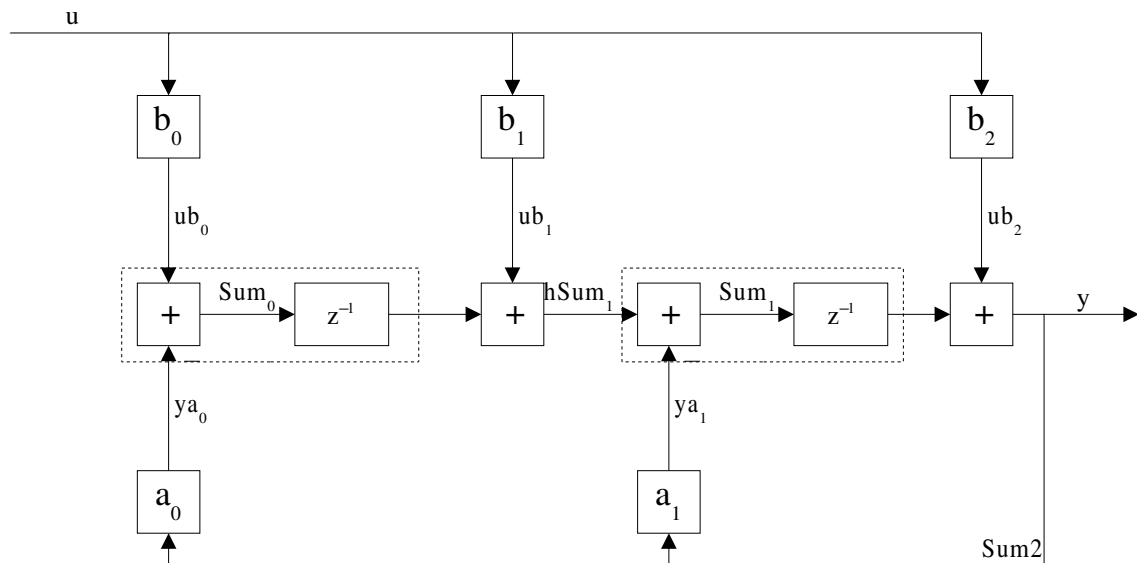 u
b₀ b₁ b₂
ub₀ ub₁ ub₂
Sum₀ hSum₁ Sum₁
+ z⁻¹ + + z⁻¹ + y
– –
ya₀ ya₁
a₀ a₁
Sum2